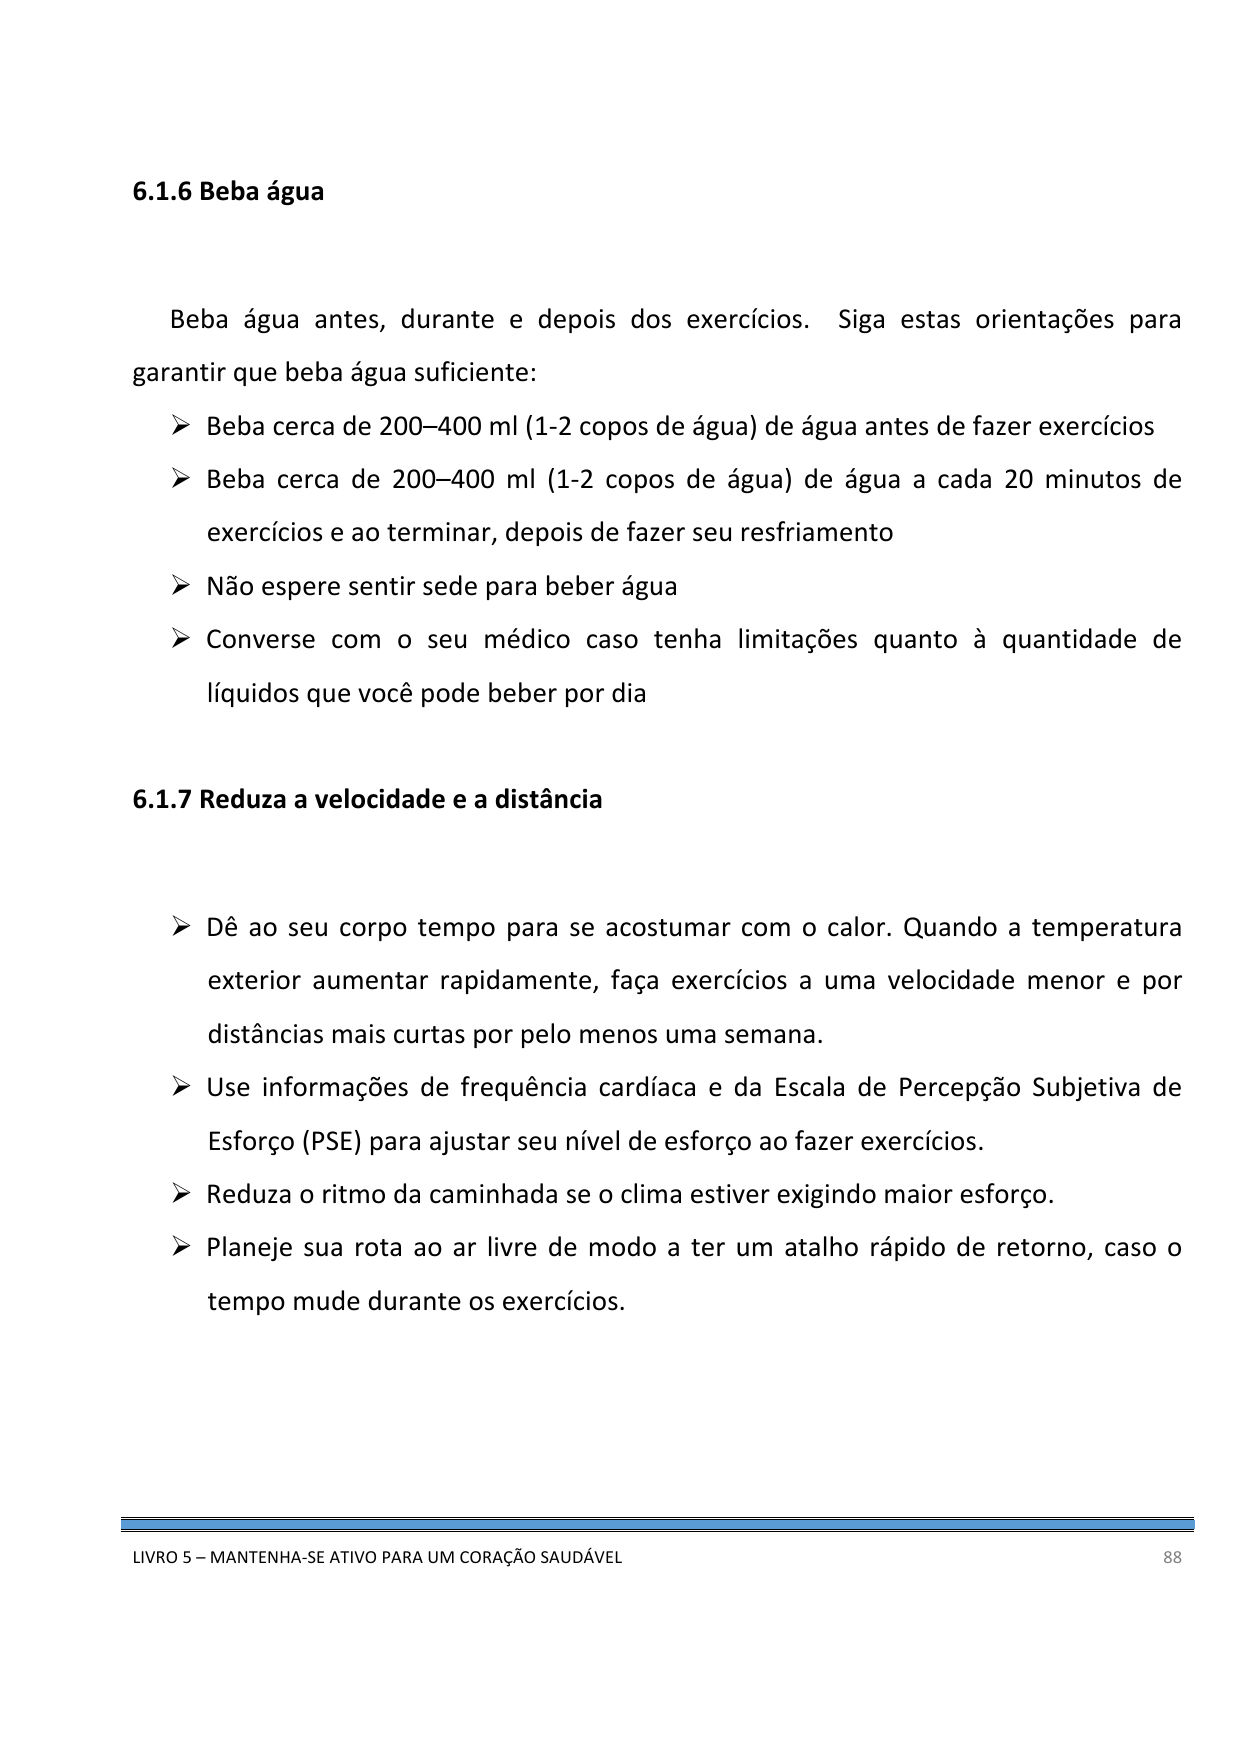 6.1.6 Beba água
Beba água antes, durante e depois dos exercícios. Siga estas orientações para
garantir que beba água suficiente:
➢ Beba cerca de 200–400 ml (1-2 copos de água) de água antes de fazer exercícios
➢ Beba cerca de 200–400 ml (1-2 copos de água) de água a cada 20 minutos de
exercícios e ao terminar, depois de fazer seu resfriamento
➢ Não espere sentir sede para beber água
➢ Converse com o seu médico caso tenha limitações quanto à quantidade de
líquidos que você pode beber por dia
6.1.7 Reduza a velocidade e a distância
➢ Dê ao seu corpo tempo para se acostumar com o calor. Quando a temperatura
exterior aumentar rapidamente, faça exercícios a uma velocidade menor e por
distâncias mais curtas por pelo menos uma semana.
➢ Use informações de frequência cardíaca e da Escala de Percepção Subjetiva de
Esforço (PSE) para ajustar seu nível de esforço ao fazer exercícios.
➢ Reduza o ritmo da caminhada se o clima estiver exigindo maior esforço.
➢ Planeje sua rota ao ar livre de modo a ter um atalho rápido de retorno, caso o
tempo mude durante os exercícios.
LIVRO 5 – MANTENHA-SE ATIVO PARA UM CORAÇÃO SAUDÁVEL 88